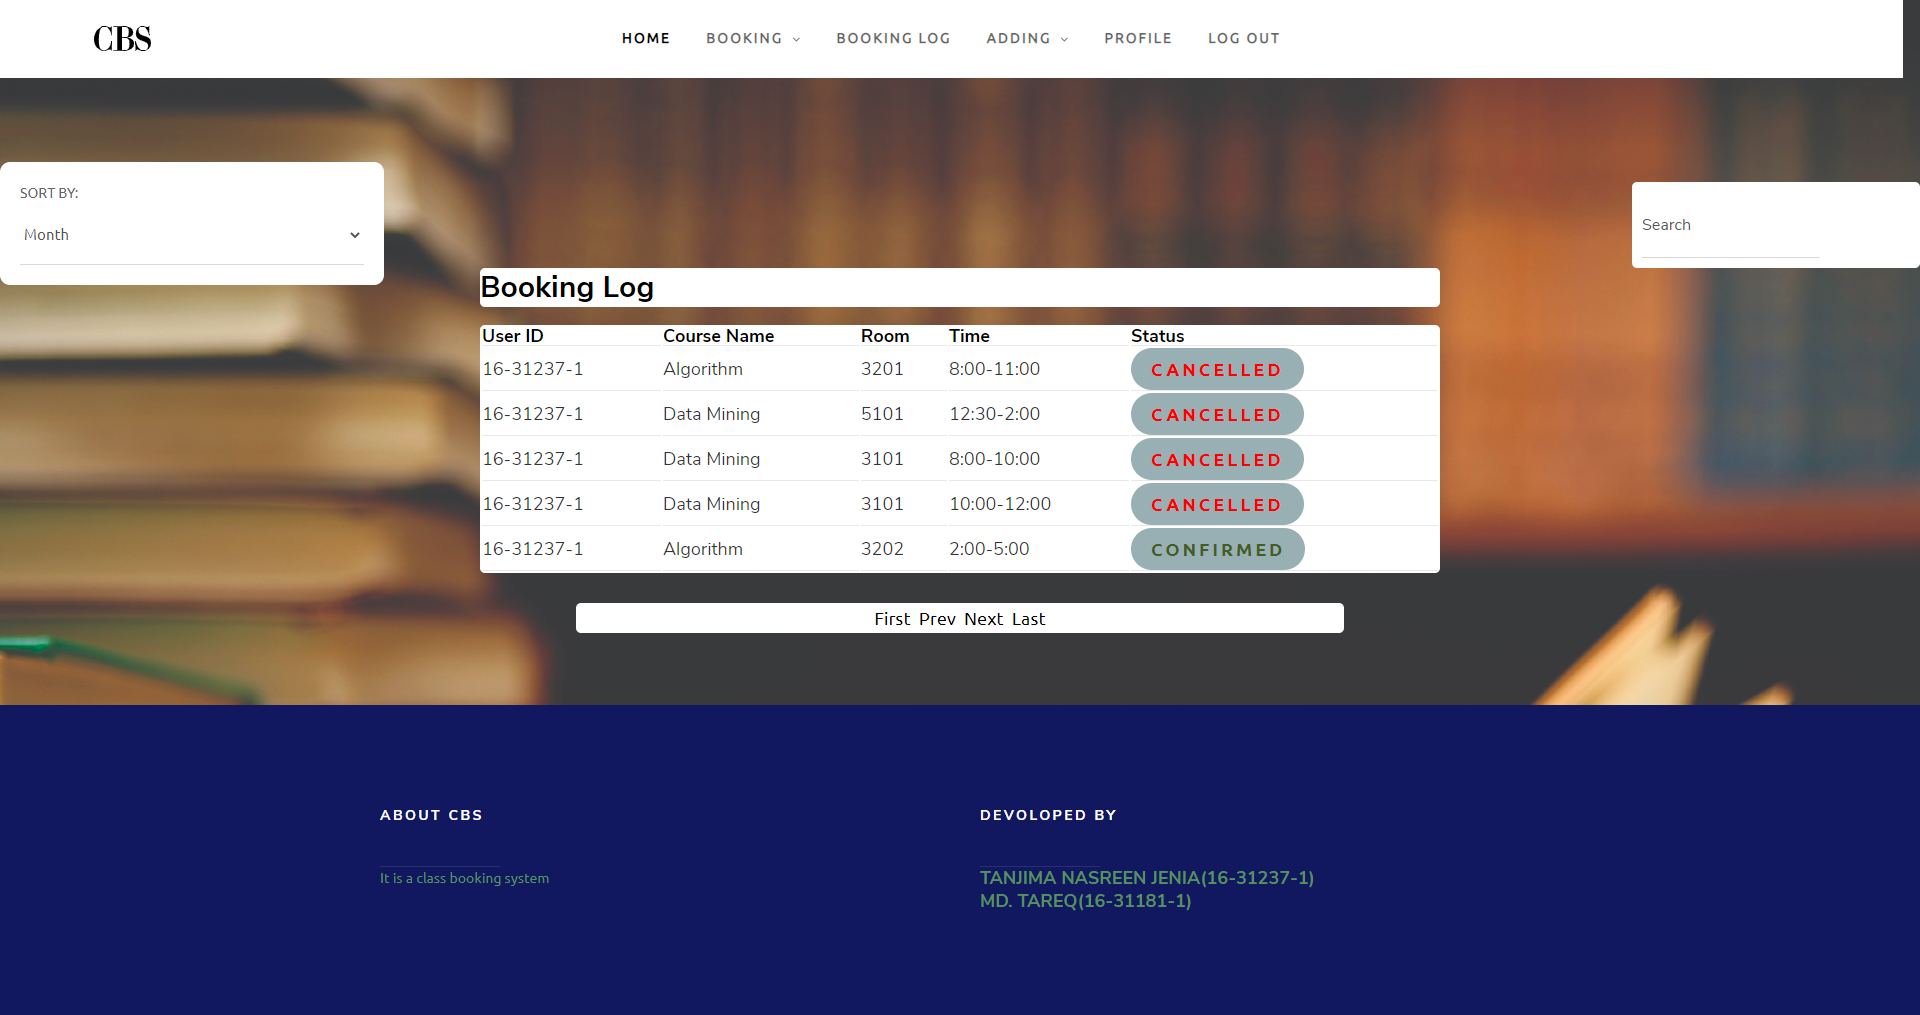 CBS HOME BOOKING BOOKING LOG ADDING PROFILE LOG OUT
SORT BY:
Month
Search
Booking Log
User ID Course Name Room Time Status
16-31237-1 Algorithm 3201 8:00-11:00 CANCELLED
16-31237-1 Data Mining 5101 12:30-2:00 CANCELLED
16-31237-1 Data Mining 3101 8:00-10:00 CANCELLED
16-31237-1 Data Mining 3101 10:00-12:00 CANCELLED
16-31237-1 Algorithm 3202 2:00-5:00 CONFIRMED
First Prev Next Last
ABOUT CBS
It is a class booking system
DEVOLOPED BY
TANJIMA NASREEN JENIA(16-31237-1)
MD. TAREQ(16-31181-1)